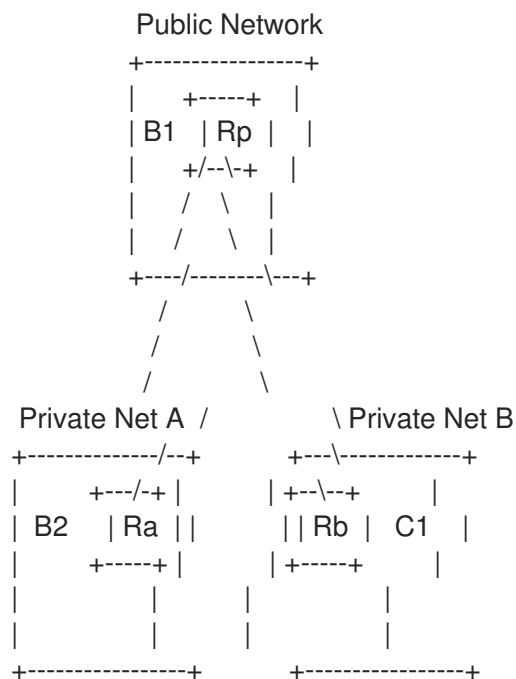 Public Network
+-----------------+
|      +-----+   |
| B1   | Rp |   |
|      +/--\-+   |
|     /   \     |
|    /     \    |
+----/---------\---+
/        \
/          \
/            \
Private Net A /                \ Private Net B
+--------------/--+         +---\-------------+
|       +---/-+ |         | +--\--+       |
| B2    | Ra | |         | | Rb |   C1   |
|       +-----+ |         | +-----+       |
|             |        |             |
|             |        |             |
+-----------------+         +-----------------+